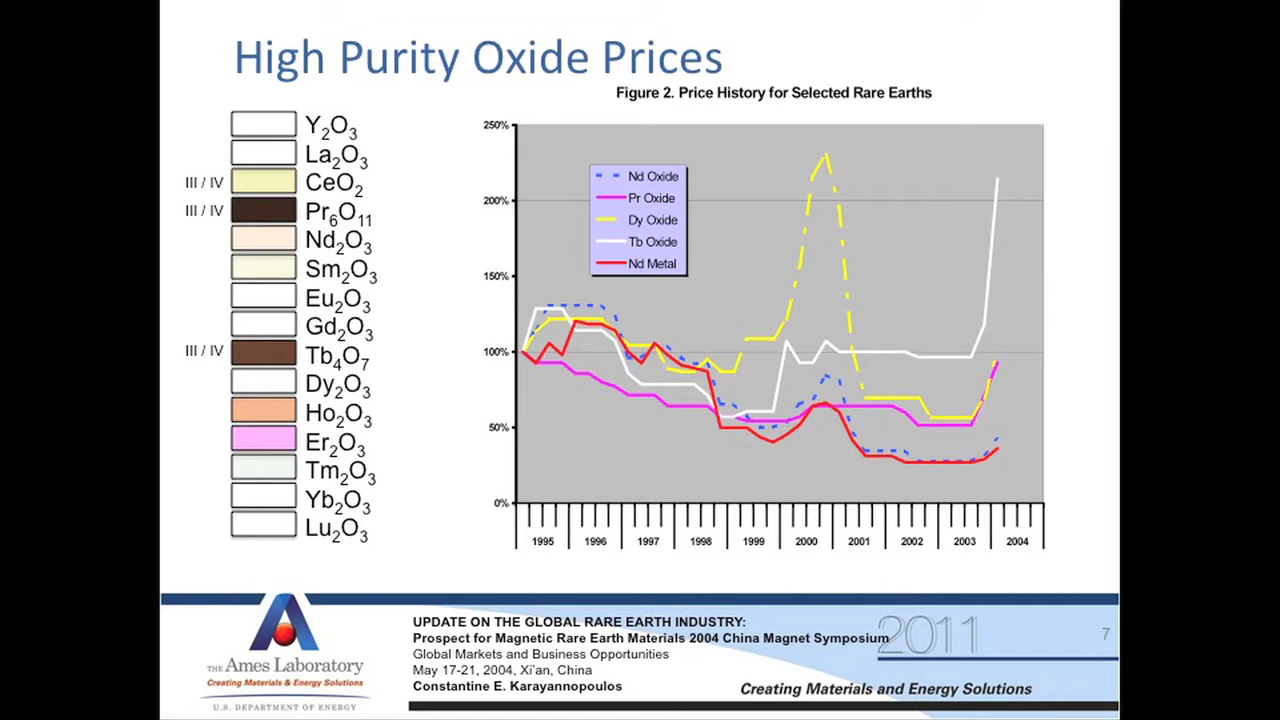 High Purity Oxide Prices
Figure 2. Price History for Selected Rare Earths
Y2O3
La2O3
III / IV CeO2
III / IV Pr6O11
Nd2O3
Sm2O3
Eu2O3
Gd2O3
III / IV Tb4O7
Dy2O3
Ho2O3
Er2O3
Tm2O3
Yb2O3
Lu2O3
250%
200%
150%
100%
50%
0%
Nd Oxide
Pr Oxide
Dy Oxide
Tb Oxide
Nd Metal
1995 1996 1997 1998 1999 2000 2001 2002 2003 2004
THE Ames Laboratory
Creating Materials & Energy Solutions
U.S. DEPARTMENT OF ENERGY
UPDATE ON THE GLOBAL RARE EARTH INDUSTRY:
Prospect for Magnetic Rare Earth Materials 2004 China Magnet Symposium
Global Markets and Business Opportunities
May 17-21, 2004, Xi'an, China
Constantine E. Karayannopoulos
2011
7
Creating Materials and Energy Solutions